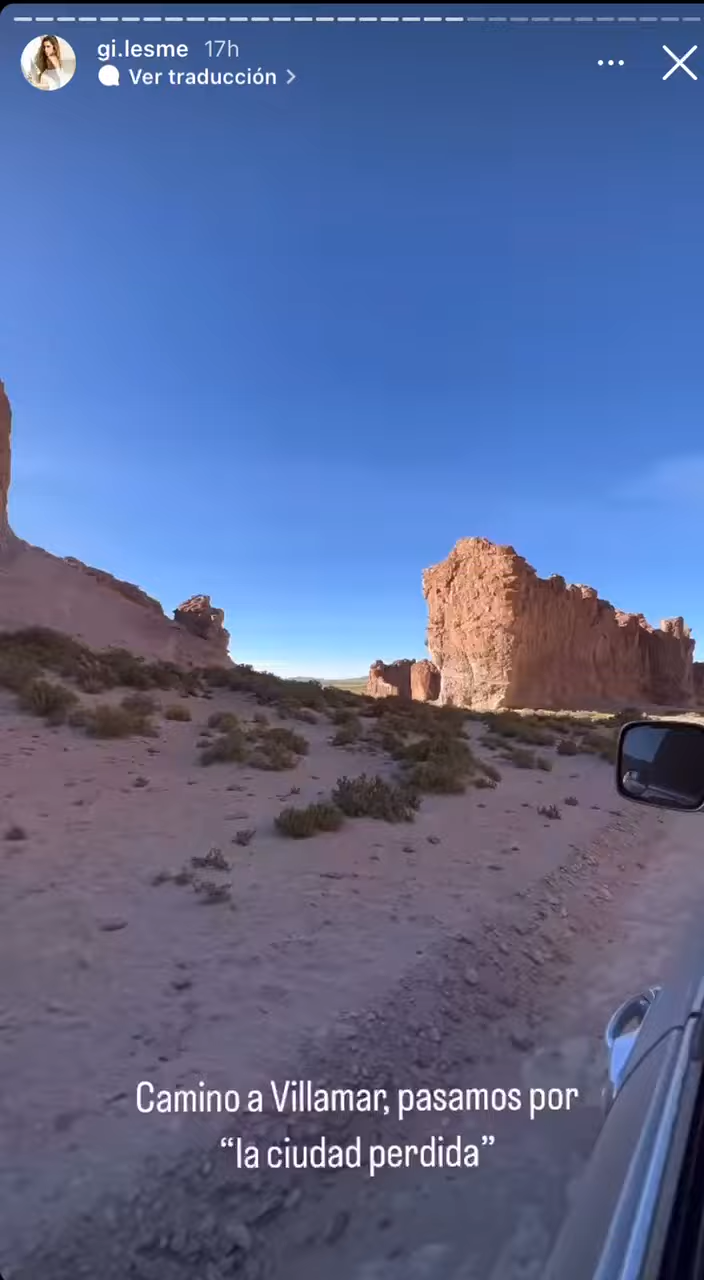 gi.lesme 17h
Ver traducción
Camino a Villamar, pasamos por
“la ciudad perdida”